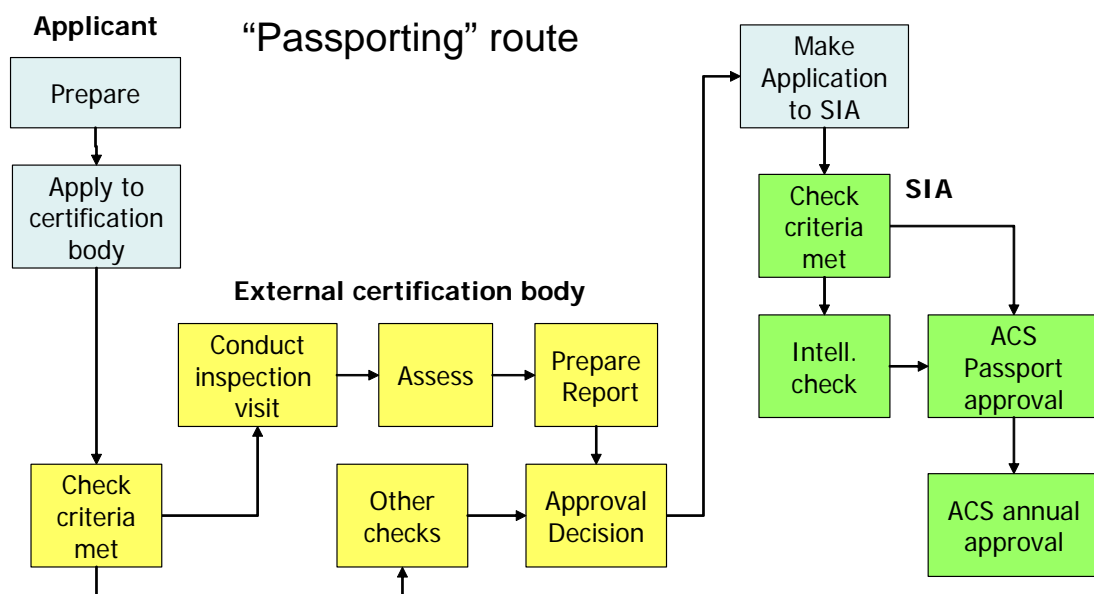 Applicant
“Passporting” route
Prepare
Apply to
certification
body
Make
Application
to SIA
SIA
Check
criteria
met
External certification body
Conduct
inspection
visit
Assess
Prepare
Report
Intell.
check
ACS
Passport
approval
Check
criteria
met
Other
checks
Approval
Decision
ACS annual
approval